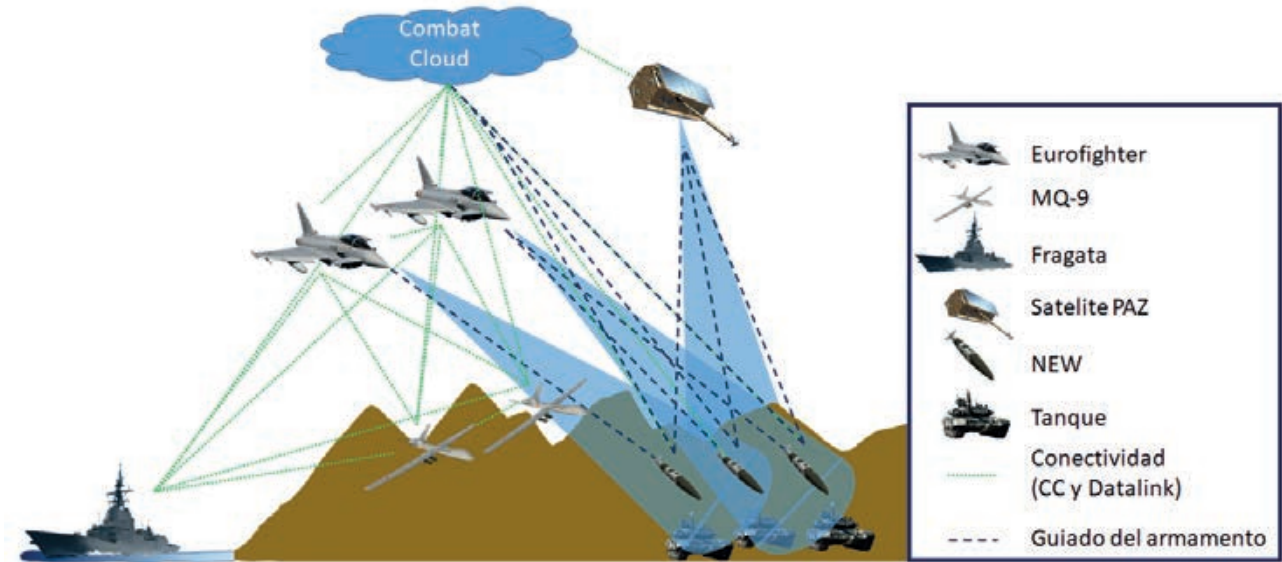 Combat
Cloud
Eurofighter
MQ-9
Fragata
Satelite PAZ
NEW
Tanque
Conectividad
(CC y Datalink)
Guiado del armamento